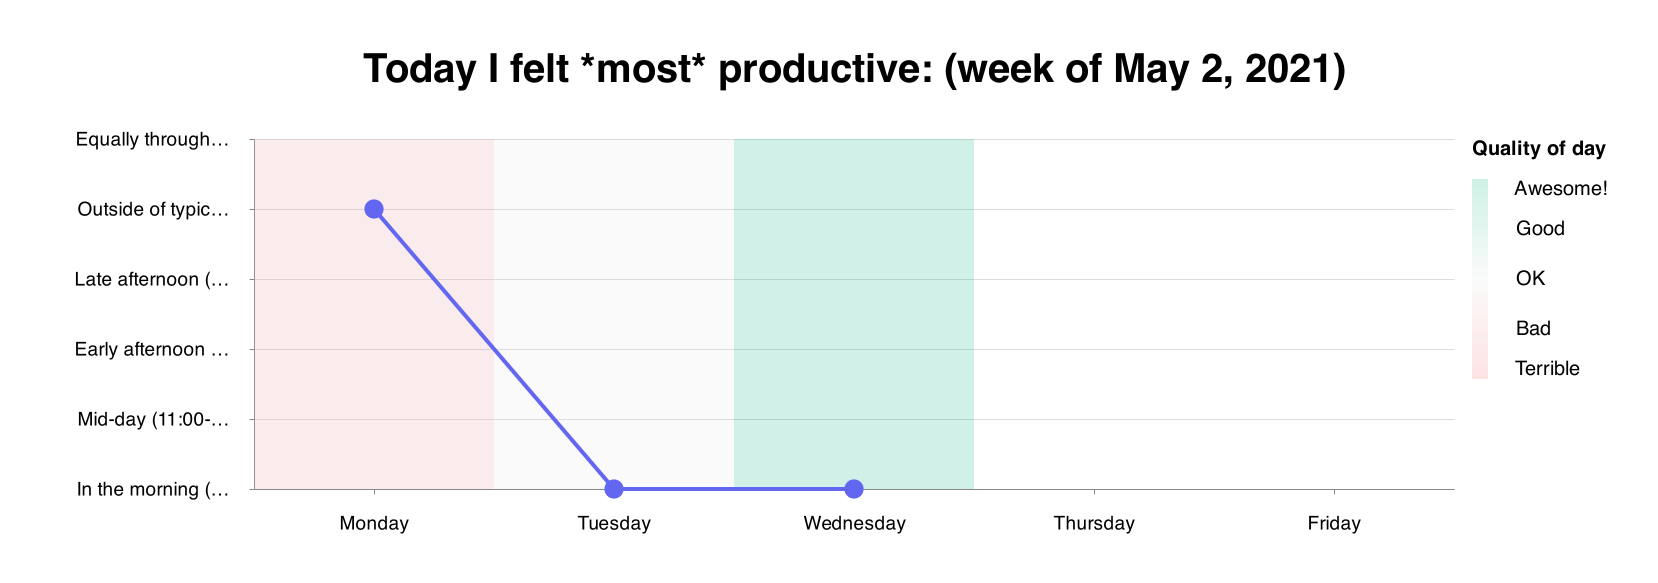 Today I felt *most* productive: (week of May 2, 2021)
Equally through…
Outside of typic…
Late afternoon (…
Early afternoon …
Mid-day (11:00-…
In the morning (…
Monday
Tuesday
Wednesday
Thursday
Friday
Quality of day
Awesome!
Good
OK
Bad
Terrible